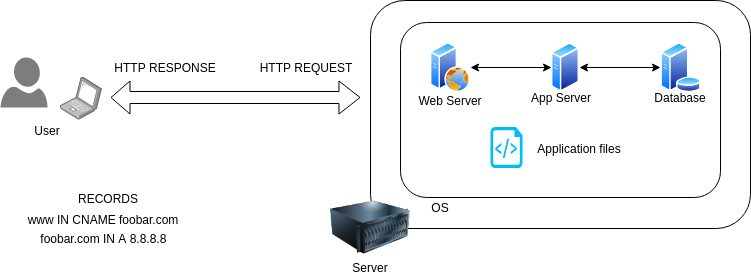 HTTP RESPONSE
HTTP REQUEST
User
Web Server
App Server
Database
Application files
OS
Server
RECORDS
www IN CNAME foobar.com
foobar.com IN A 8.8.8.8